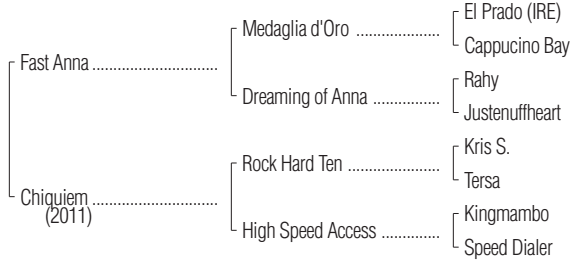 El Prado (IRE)
Medaglia d'Oro ..................
Cappucino Bay
Fast Anna ...........................
Rahy
Dreaming of Anna ...............
Justenuffheart
Kris S.
Rock Hard Ten ....................
Tersa
Chiquiem ...........................
(2011)
Kingmambo
High Speed Access .............
Speed Dialer